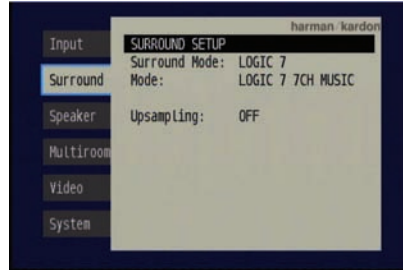 harman/kardon
Input
Surround
Speaker
Multiroom
Video
System
SURROUND SETUP
Surround Mode: LOGIC 7
Mode: LOGIC 7 7CH MUSIC
Upsampling: OFF